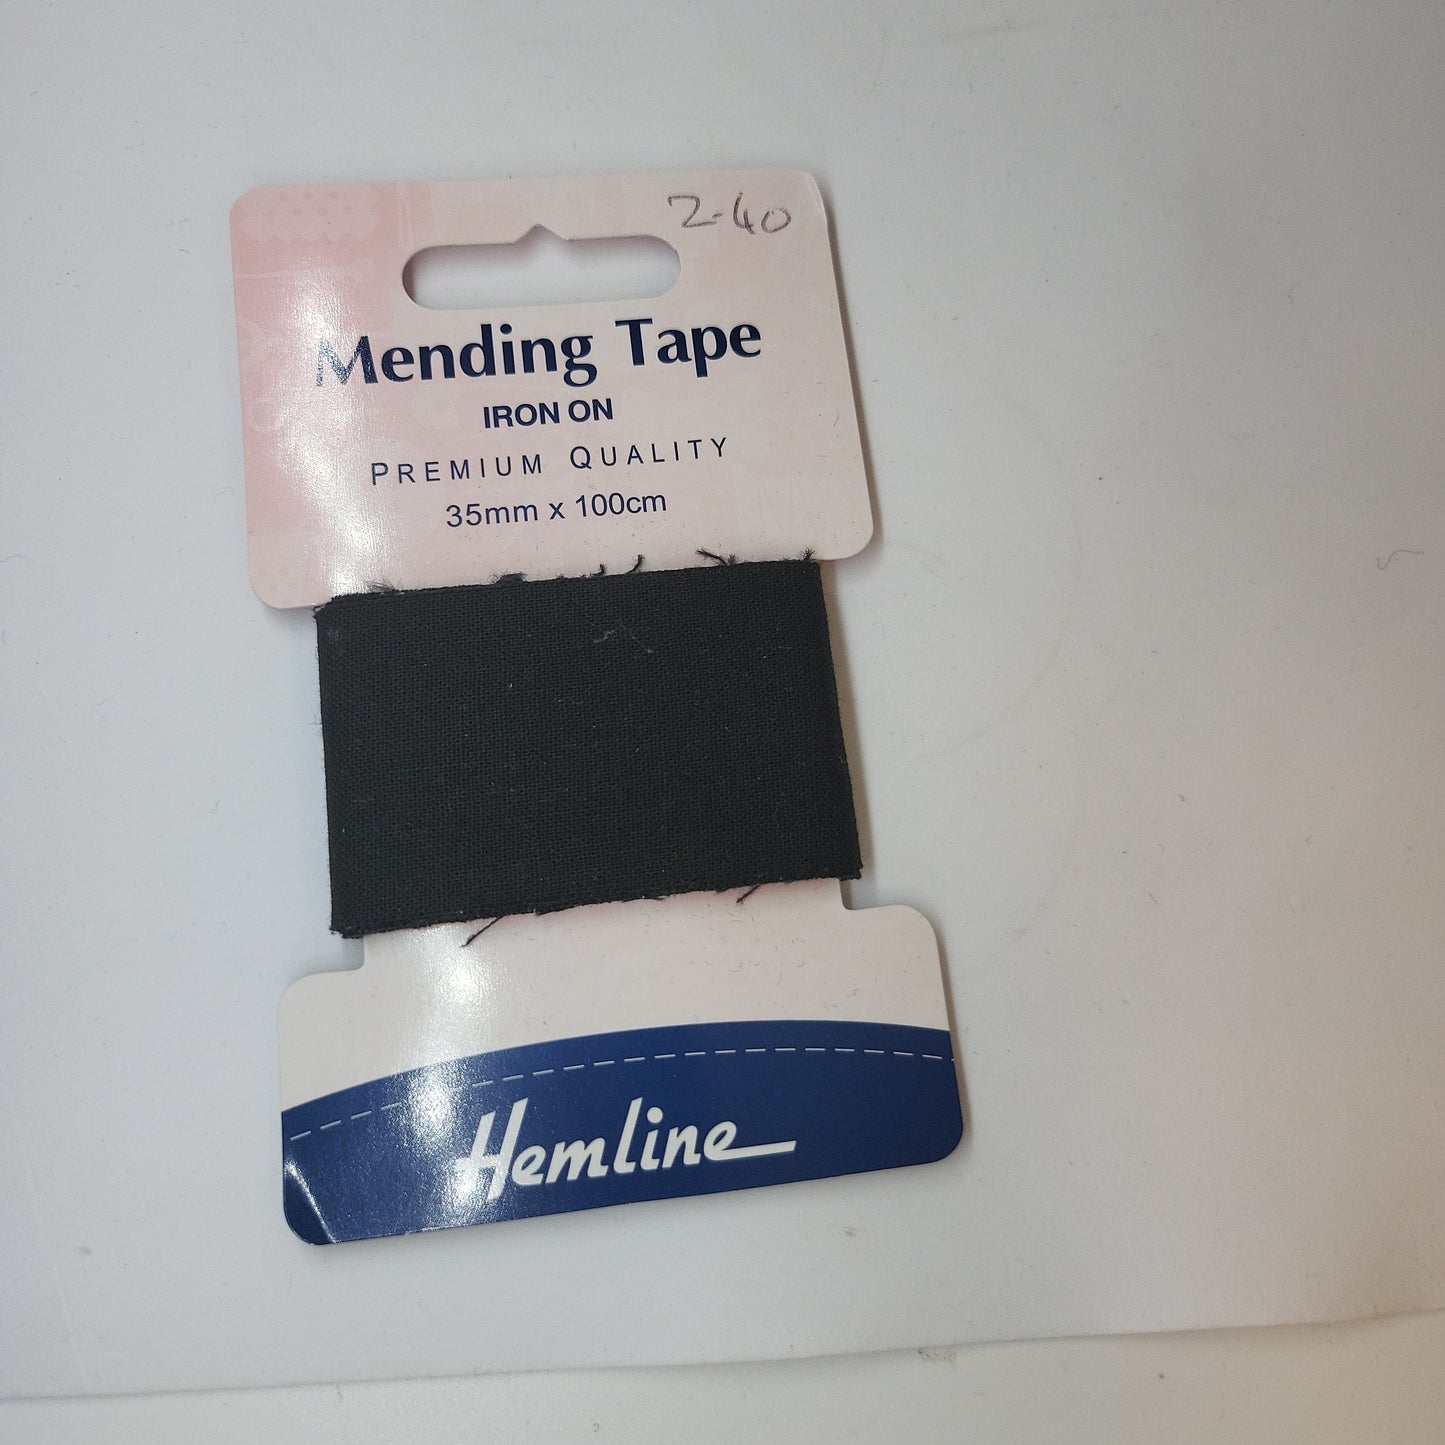 2-40
Mending Tape
IRON ON
PREMIUM QUALITY
35mm x 100cm
Hemline